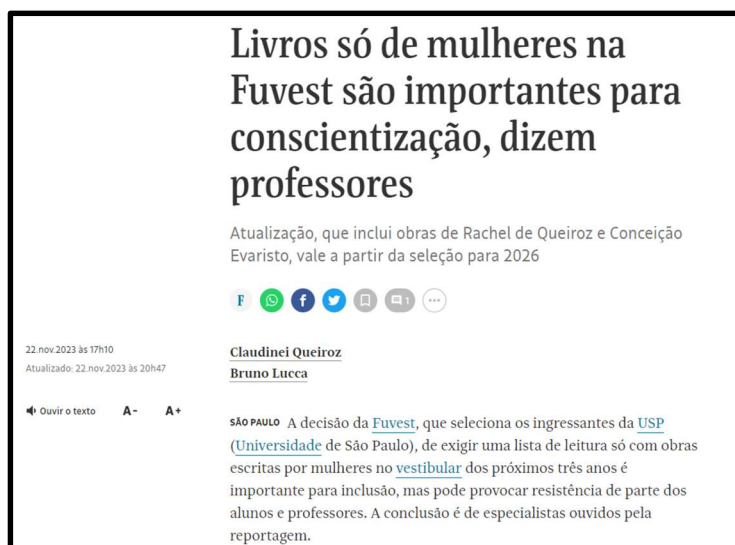 Livros só de mulheres na
Fuvest são importantes para
conscientização, dizem
professores
Atualização, que inclui obras de Rachel de Queiroz e Conceição
Evaristo, vale a partir da seleção para 2026
F
1
22.nov.2023 às 17h10
Atualizado: 22.nov.2023 às 20h47
Ouvir o texto A- A+
Claudinei Queiroz
Bruno Lucca
SÃO PAULO A decisão da Fuvest, que seleciona os ingressantes da USP
(Universidade de São Paulo), de exigir uma lista de leitura só com obras
escritas por mulheres no vestibular dos próximos três anos é
importante para inclusão, mas pode provocar resistência de parte dos
alunos e professores. A conclusão é de especialistas ouvidos pela
reportagem.